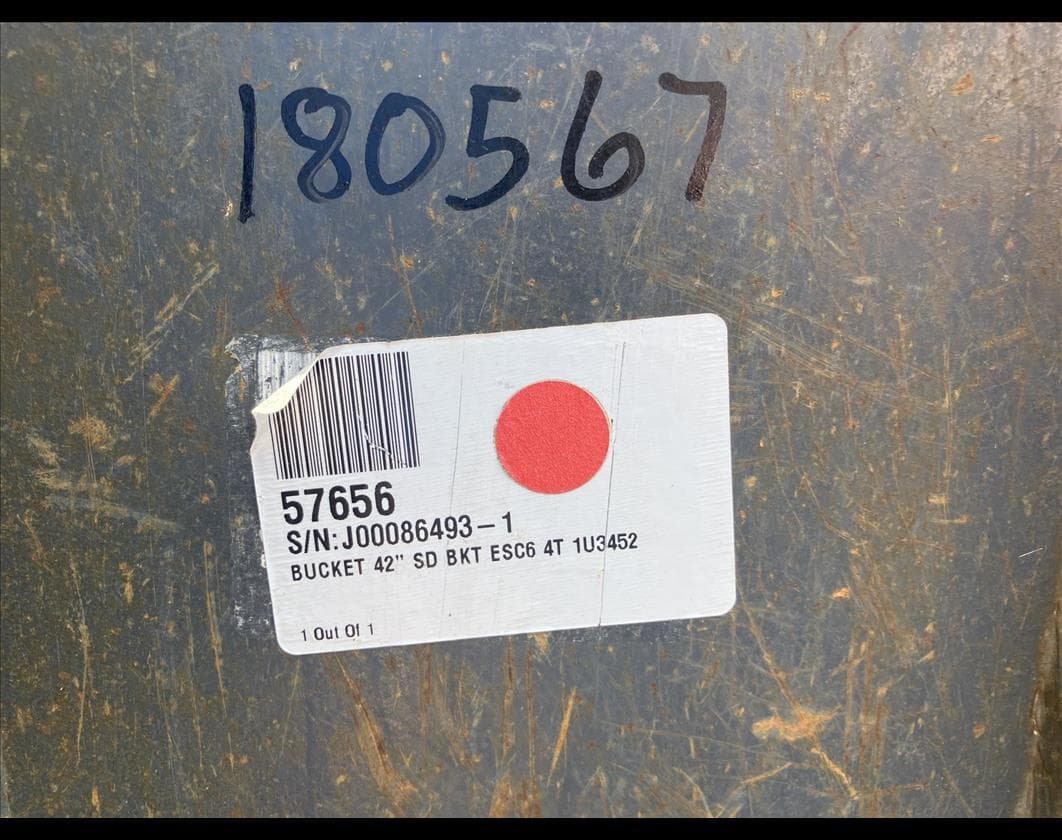 180567
57656
S/N: J00086493-1
BUCKET 42" SD BKT ESC6 4T 1U3452
1 Out Of 1